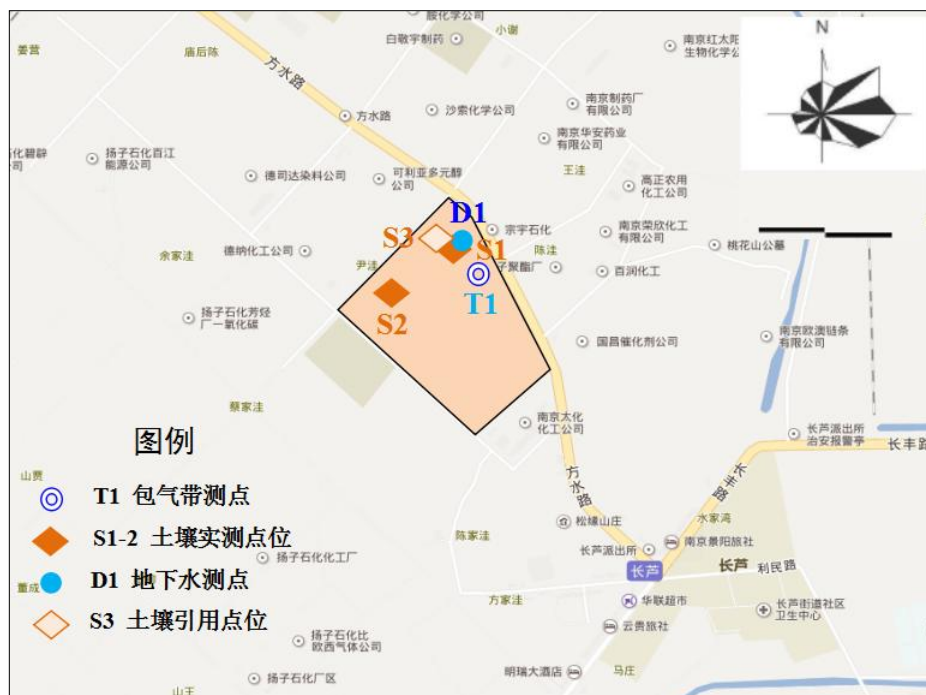 酸化学公司
小谢
姜营
庙后陈
白敬宇制药
南京红太阳
生物化学公
N
方水路
方水路
沙索化学公司
南京制药厂
有限公司
南京华安药业
有限公司
扬子石化百江
能源公司
德司达染料公司
可利亚多元醇
公司
王洼
高正农用
化工公司
D1
宗宇石化
南京荣欣化工
有限公司
桃花山公墓
S3
S1
陈洼
德纳化工公司
余家洼
尹洼
子聚酯厂
百润化工
T1
S2
扬子石化芳烃
厂一氧化碳
国昌催化剂公司
南京欧澳链条
有限公司
蔡家洼
南京太化
化工公司
图例
长芦派出所
治安报警亭
长丰路
山贾
方水路
长丰路
T1 包气带测点
松缘山庄
水家湾
S1-2 土壤实测点位
陈家洼
南京景阳旅社
长芦派出所
扬子石化化工厂
长芦
长芦
利民路
董成
D1 地下水测点
方家洼
华联超市
长芦街道社区
卫生中心
S3 土壤引用点位
云贵旅社
扬子石化比
欧西气体公司
明瑞大酒店
马庄
扬子石化厂区
山王